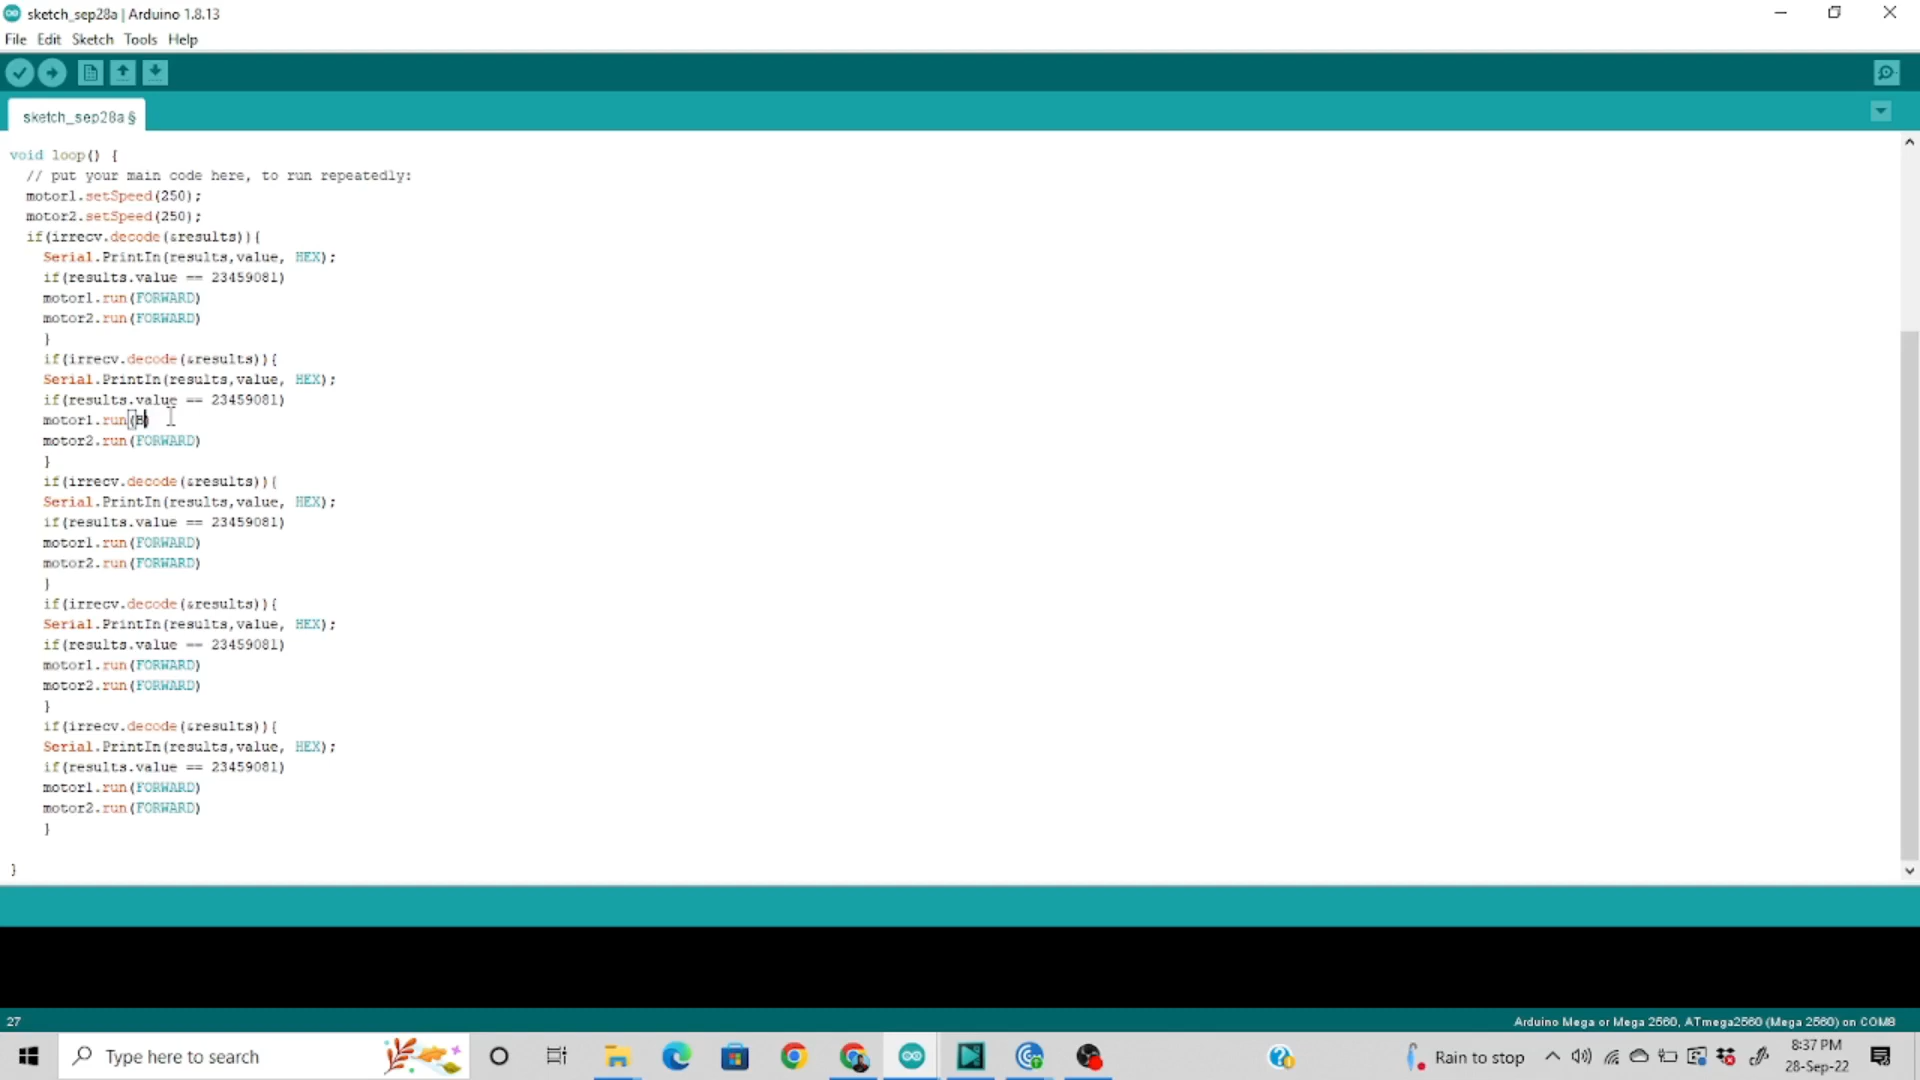 sketch_sep28a | Arduino 1.8.13
File Edit Sketch Tools Help
sketch_sep28a §
void loop() {
// put your main code here, to run repeatedly:
motor1.setSpeed(250);
motor2.setSpeed(250);
if(irrecv.decode(&results)){
Serial.PrintIn(results,value, HEX);
if(results.value == 23459081)
motor1.run(FORWARD)
motor2.run(FORWARD)
}
if(irrecv.decode(&results)){
Serial.PrintIn(results,value, HEX);
if(results.value == 23459081)
motor1.run(B)
motor2.run(FORWARD)
}
if(irrecv.decode(&results)){
Serial.PrintIn(results,value, HEX);
if(results.value == 23459081)
motor1.run(FORWARD)
motor2.run(FORWARD)
}
if(irrecv.decode(&results)){
Serial.PrintIn(results,value, HEX);
if(results.value == 23459081)
motor1.run(FORWARD)
motor2.run(FORWARD)
}
if(irrecv.decode(&results)){
Serial.PrintIn(results,value, HEX);
if(results.value == 23459081)
motor1.run(FORWARD)
motor2.run(FORWARD)
}
}
27
Arduino Mega or Mega 2560, ATmega2560 (Mega 2560) on COM8
Type here to search
Rain to stop
8:37 PM
28-Sep-22